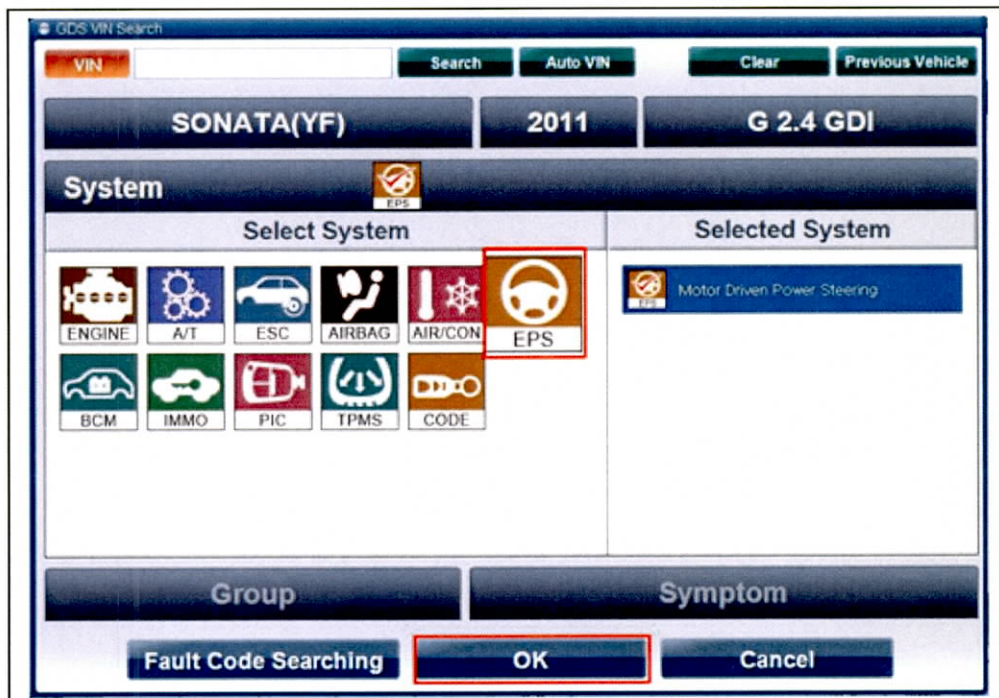 GDS VIN Search
VIN Search Auto VIN Clear Previous Vehicle
SONATA(YF) 2011 G 2.4 GDI
System EPS
Select System Selected System
EPS Motor Driven Power Steering
ENGINE A/T ESC AIRBAG AIR/CON EPS
BCM IMMO PIC TPMS CODE
Group Symptom
Fault Code Searching OK Cancel